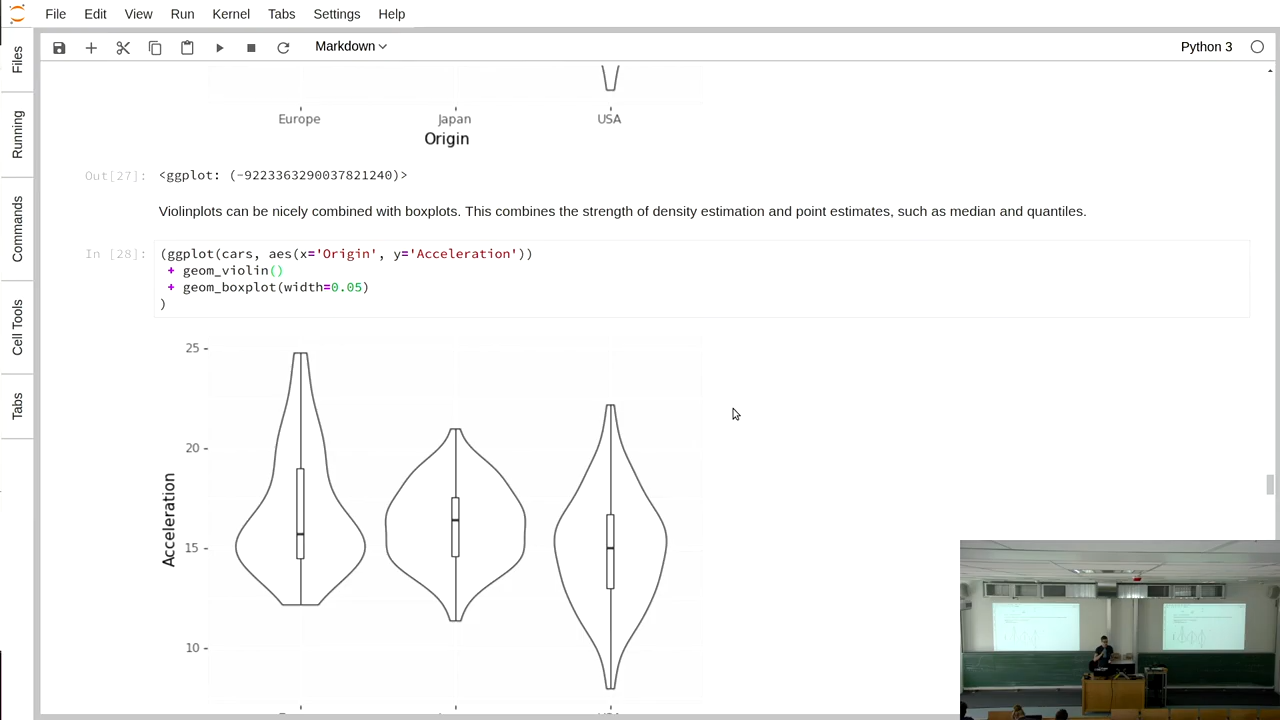 File Edit View Run Kernel Tabs Settings Help
Files
Running
Commands
Cell Tools
Tabs
Markdown
Python 3
Europe Japan USA
Origin
Out[27]: <ggplot: (-9223363290037821240)>
Violinplots can be nicely combined with boxplots. This combines the strength of density estimation and point estimates, such as median and quantiles.
In [28]: (ggplot(cars, aes(x='Origin', y='Acceleration'))
+ geom_violin()
+ geom_boxplot(width=0.05)
)
25
20
15
10
Acceleration